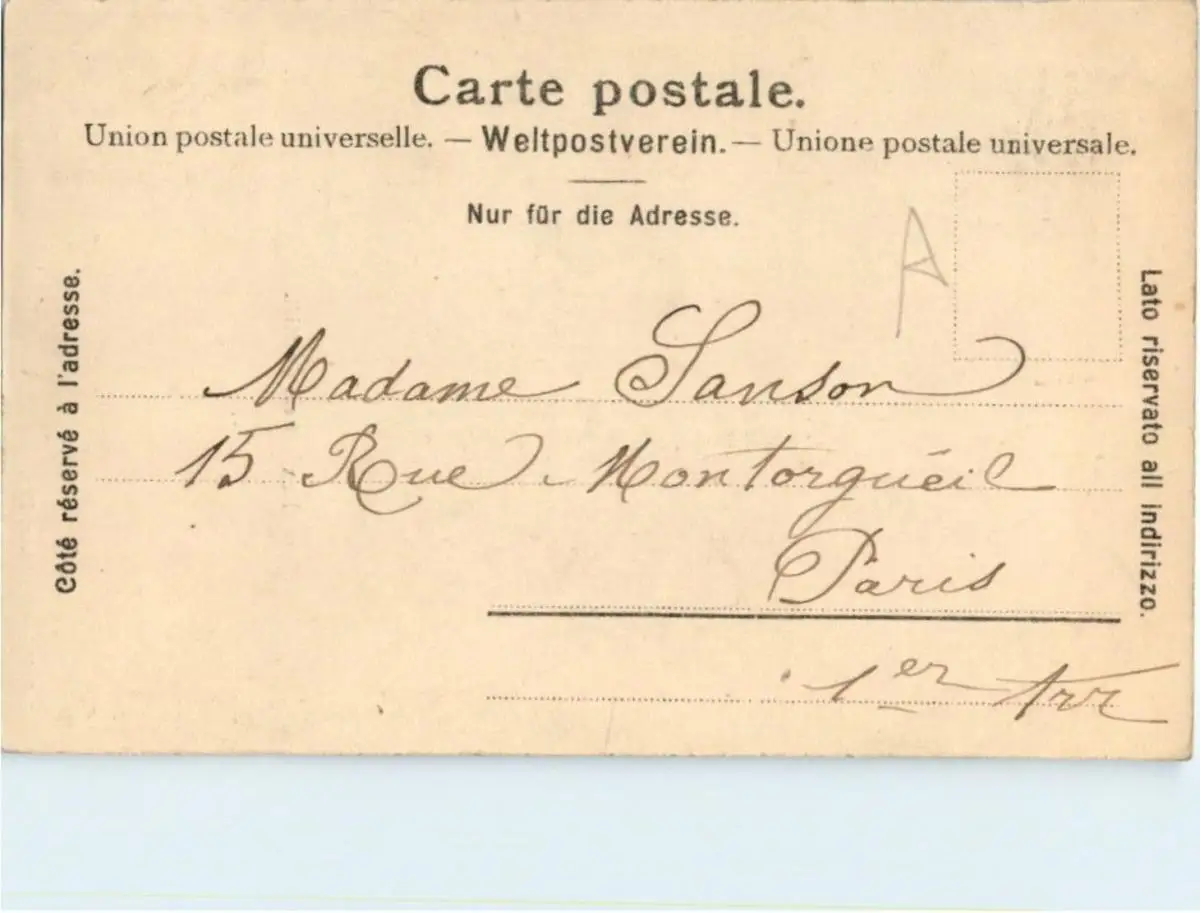 Carte postale.
Union postale universelle. — Weltpostverein. — Unione postale universale.
Nur für die Adresse.
A
Côté réservé à l'adresse.
Lato riservato all indirizzo.
Madame Sanson
15 Rue Montorguéil
Paris
1er Arr